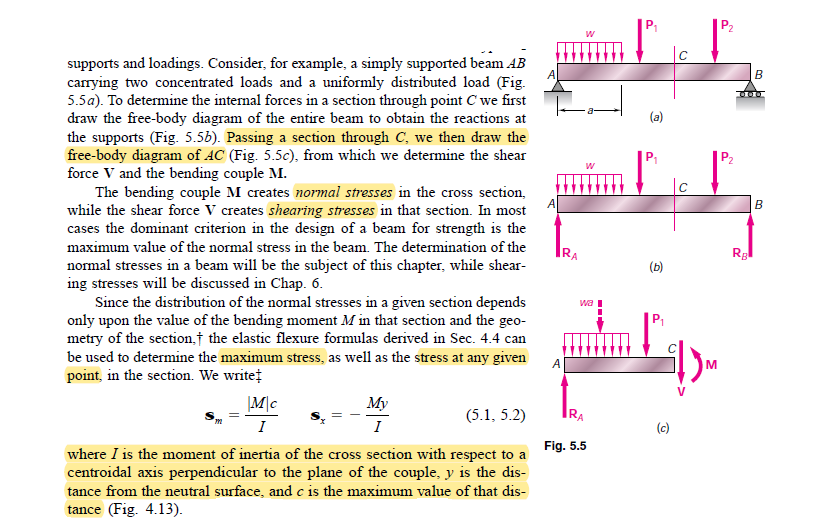 supports and loadings. Consider, for example, a simply supported beam AB
carrying two concentrated loads and a uniformly distributed load (Fig.
5.5a). To determine the internal forces in a section through point C we first
draw the free-body diagram of the entire beam to obtain the reactions at
the supports (Fig. 5.5b). Passing a section through C, we then draw the
free-body diagram of AC (Fig. 5.5c), from which we determine the shear
force V and the bending couple M.
The bending couple M creates normal stresses in the cross section,
while the shear force V creates shearing stresses in that section. In most
cases the dominant criterion in the design of a beam for strength is the
maximum value of the normal stress in the beam. The determination of the
normal stresses in a beam will be the subject of this chapter, while shear-
ing stresses will be discussed in Chap. 6.
Since the distribution of the normal stresses in a given section depends
only upon the value of the bending moment M in that section and the geo-
metry of the section,† the elastic flexure formulas derived in Sec. 4.4 can
be used to determine the maximum stress, as well as the stress at any given
point, in the section. We write‡
s_m = |M|c / I    s_x = − My / I    (5.1, 5.2)
where I is the moment of inertia of the cross section with respect to a
centroidal axis perpendicular to the plane of the couple, y is the dis-
tance from the neutral surface, and c is the maximum value of that dis-
tance (Fig. 4.13).
P1 P2
w
C
A B
a
(a)
P1 P2
w
C
A B
RA RB
(b)
wa
P1
C
A M
V
RA
(c)
Fig. 5.5